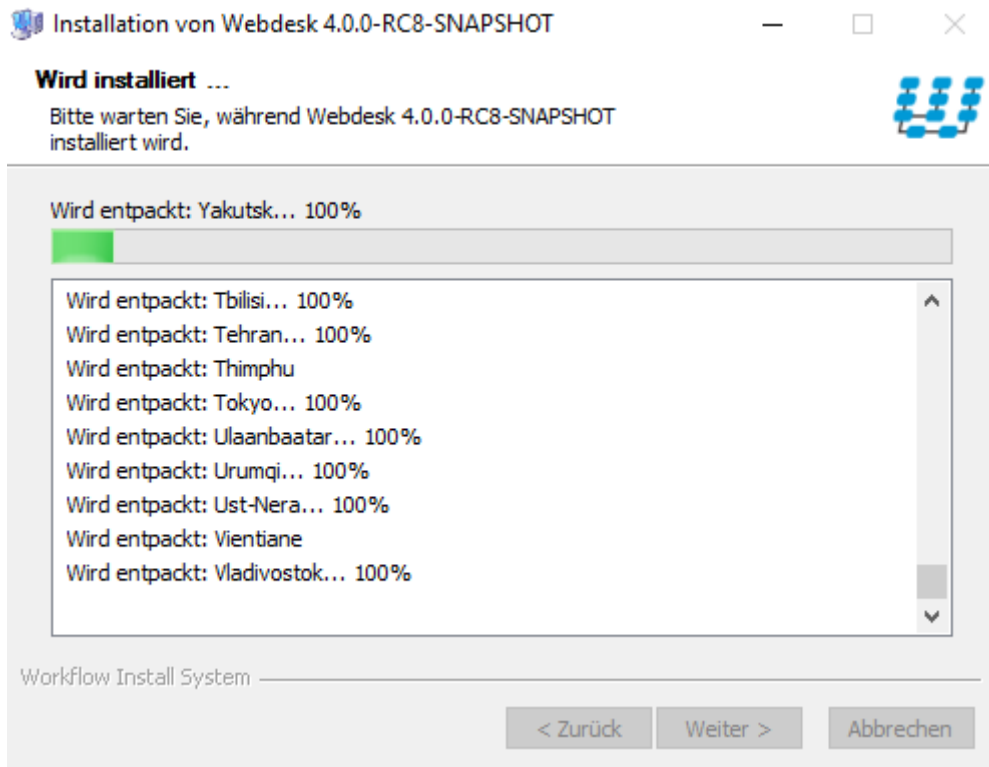 Installation von Webdesk 4.0.0-RC8-SNAPSHOT
Wird installiert ...
Bitte warten Sie, während Webdesk 4.0.0-RC8-SNAPSHOT
installiert wird.
Wird entpackt: Yakutsk... 100%
Wird entpackt: Tbilisi... 100%
Wird entpackt: Tehran... 100%
Wird entpackt: Thimphu
Wird entpackt: Tokyo... 100%
Wird entpackt: Ulaanbaatar... 100%
Wird entpackt: Urumqi... 100%
Wird entpackt: Ust-Nera... 100%
Wird entpackt: Vientiane
Wird entpackt: Vladivostok... 100%
Workflow Install System
< Zurück Weiter > Abbrechen